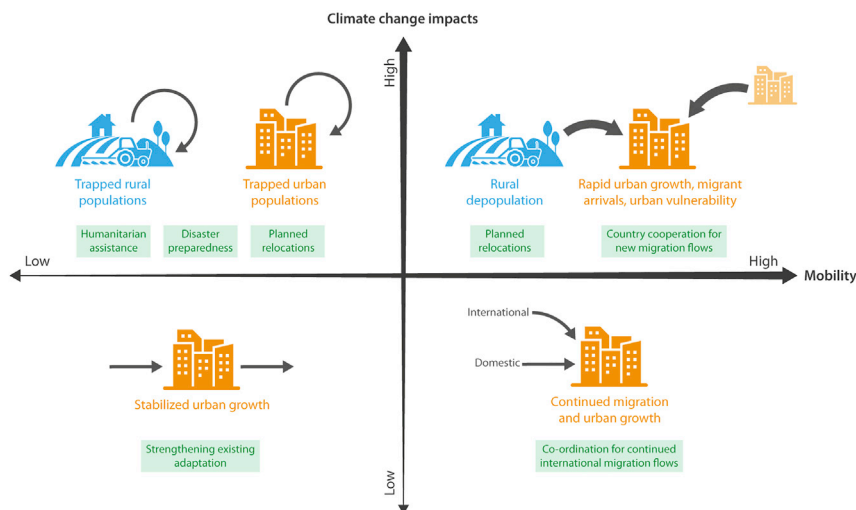 Climate change impacts
High
Trapped rural
populations
Trapped urban
populations
Rural
depopulation
Rapid urban growth, migrant
arrivals, urban vulnerability
Humanitarian
assistance
Disaster
preparedness
Planned
relocations
Planned
relocations
Country cooperation for
new migration flows
Low
High
Mobility
International
Domestic
Stabilized urban growth
Continued migration
and urban growth
Strengthening existing
adaptation
Co-ordination for continued
international migration flows
Low